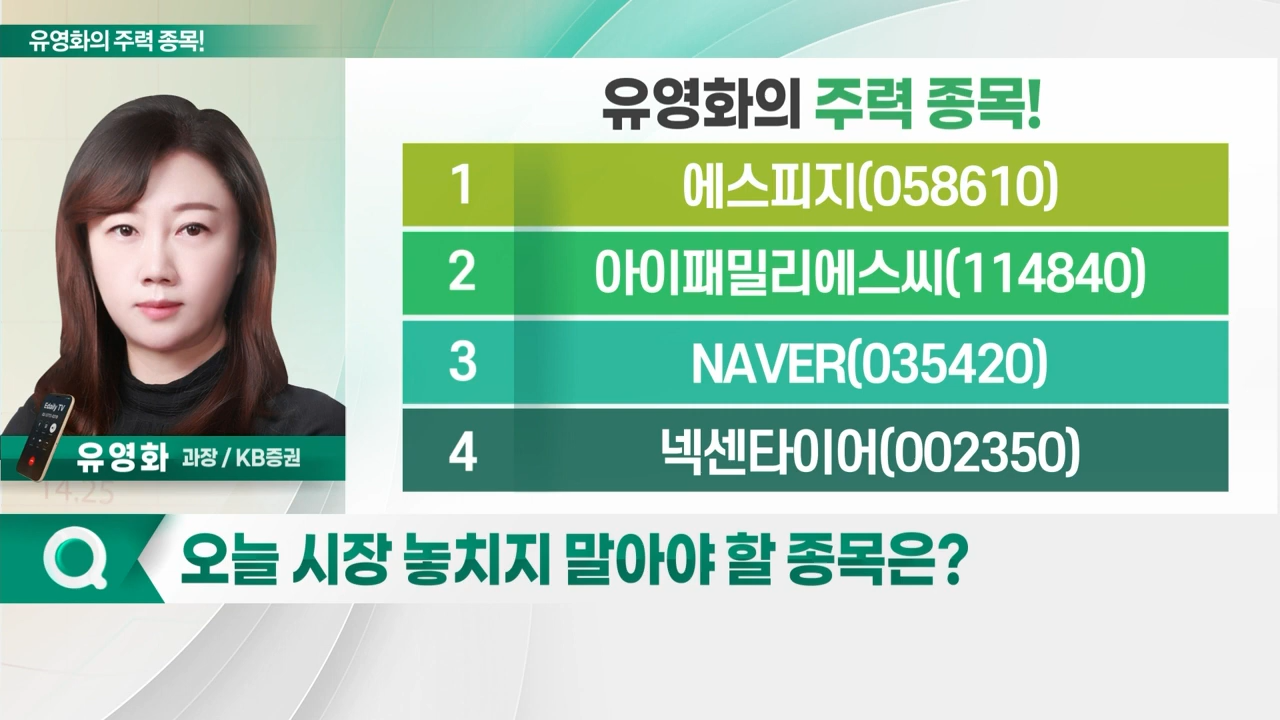 유영화의 주력 종목!
유영화의 주력 종목!
1 에스피지(058610)
2 아이패밀리에스씨(114840)
3 NAVER(035420)
4 넥센타이어(002350)
Edaily TV
유영화 과장 / KB증권
14.25
Q 오늘 시장 놓치지 말아야 할 종목은?